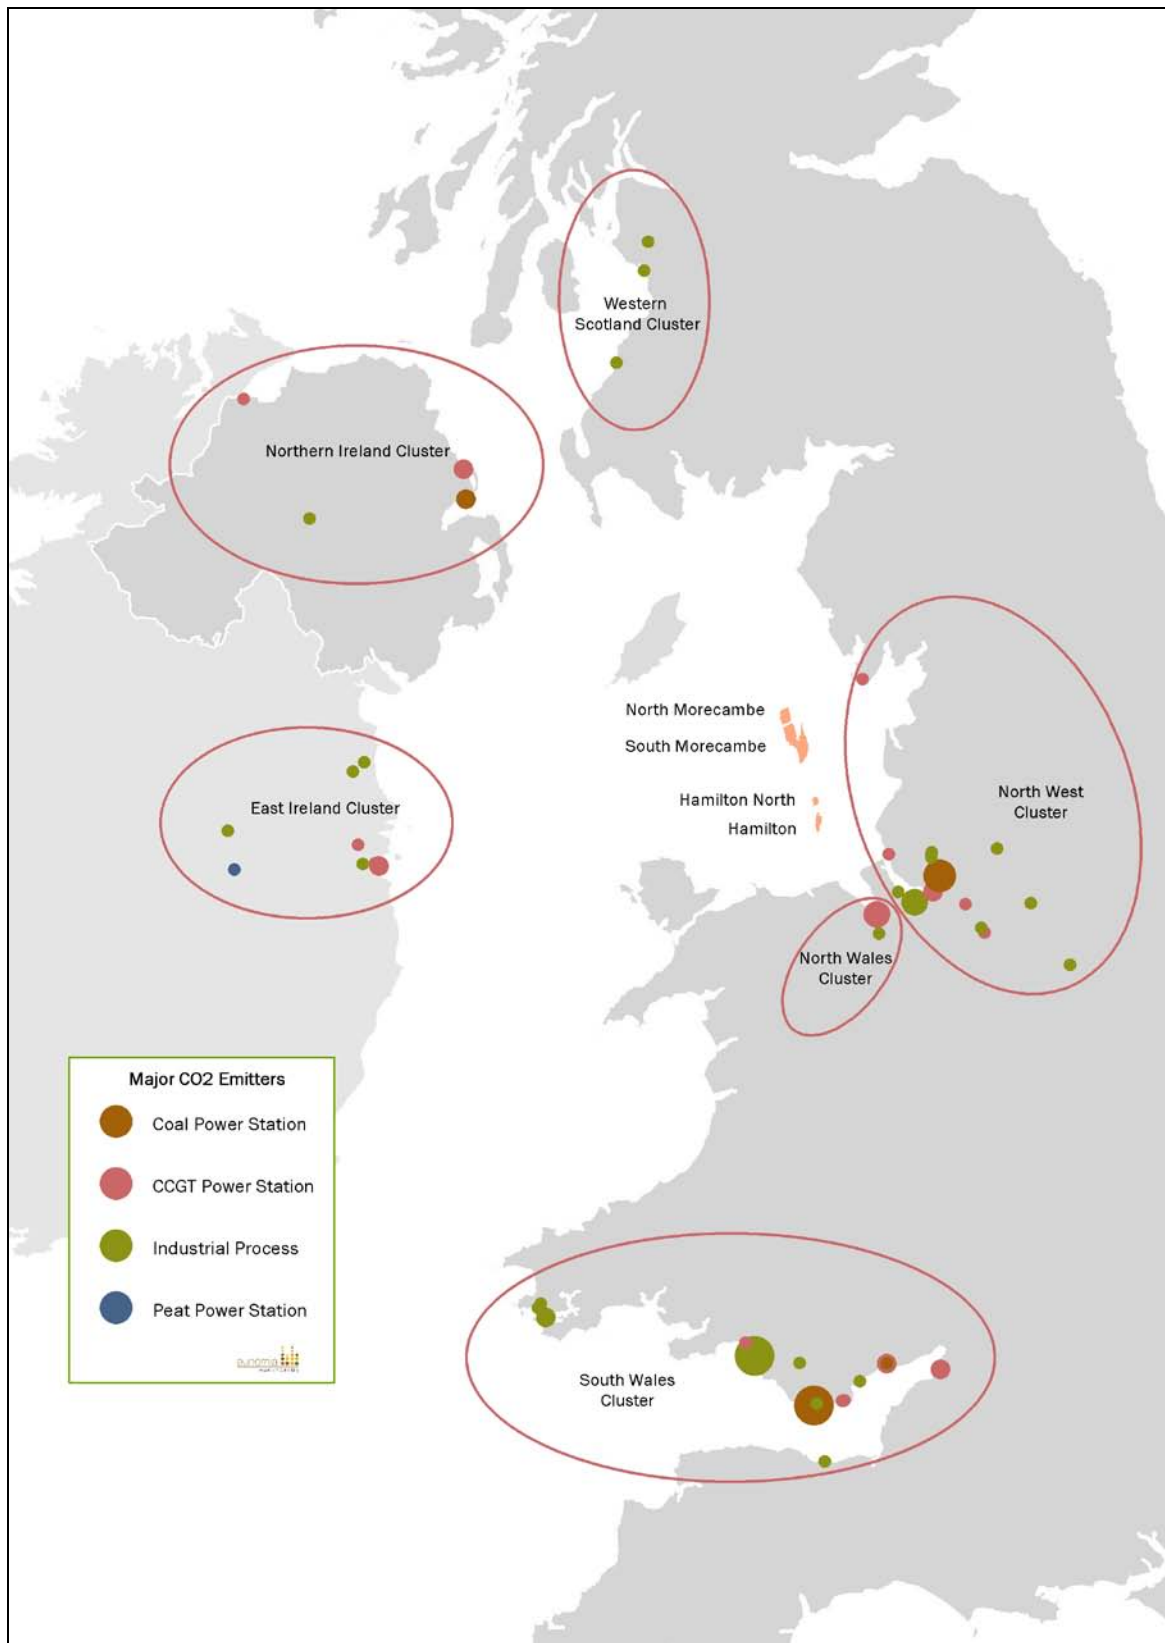 Western
Scotland Cluster
Northern Ireland Cluster
North Morecambe
South Morecambe
East Ireland Cluster
Hamilton North
Hamilton
North West
Cluster
North Wales
Cluster
Major CO2 Emitters
Coal Power Station
CCGT Power Station
Industrial Process
Peat Power Station
South Wales
Cluster